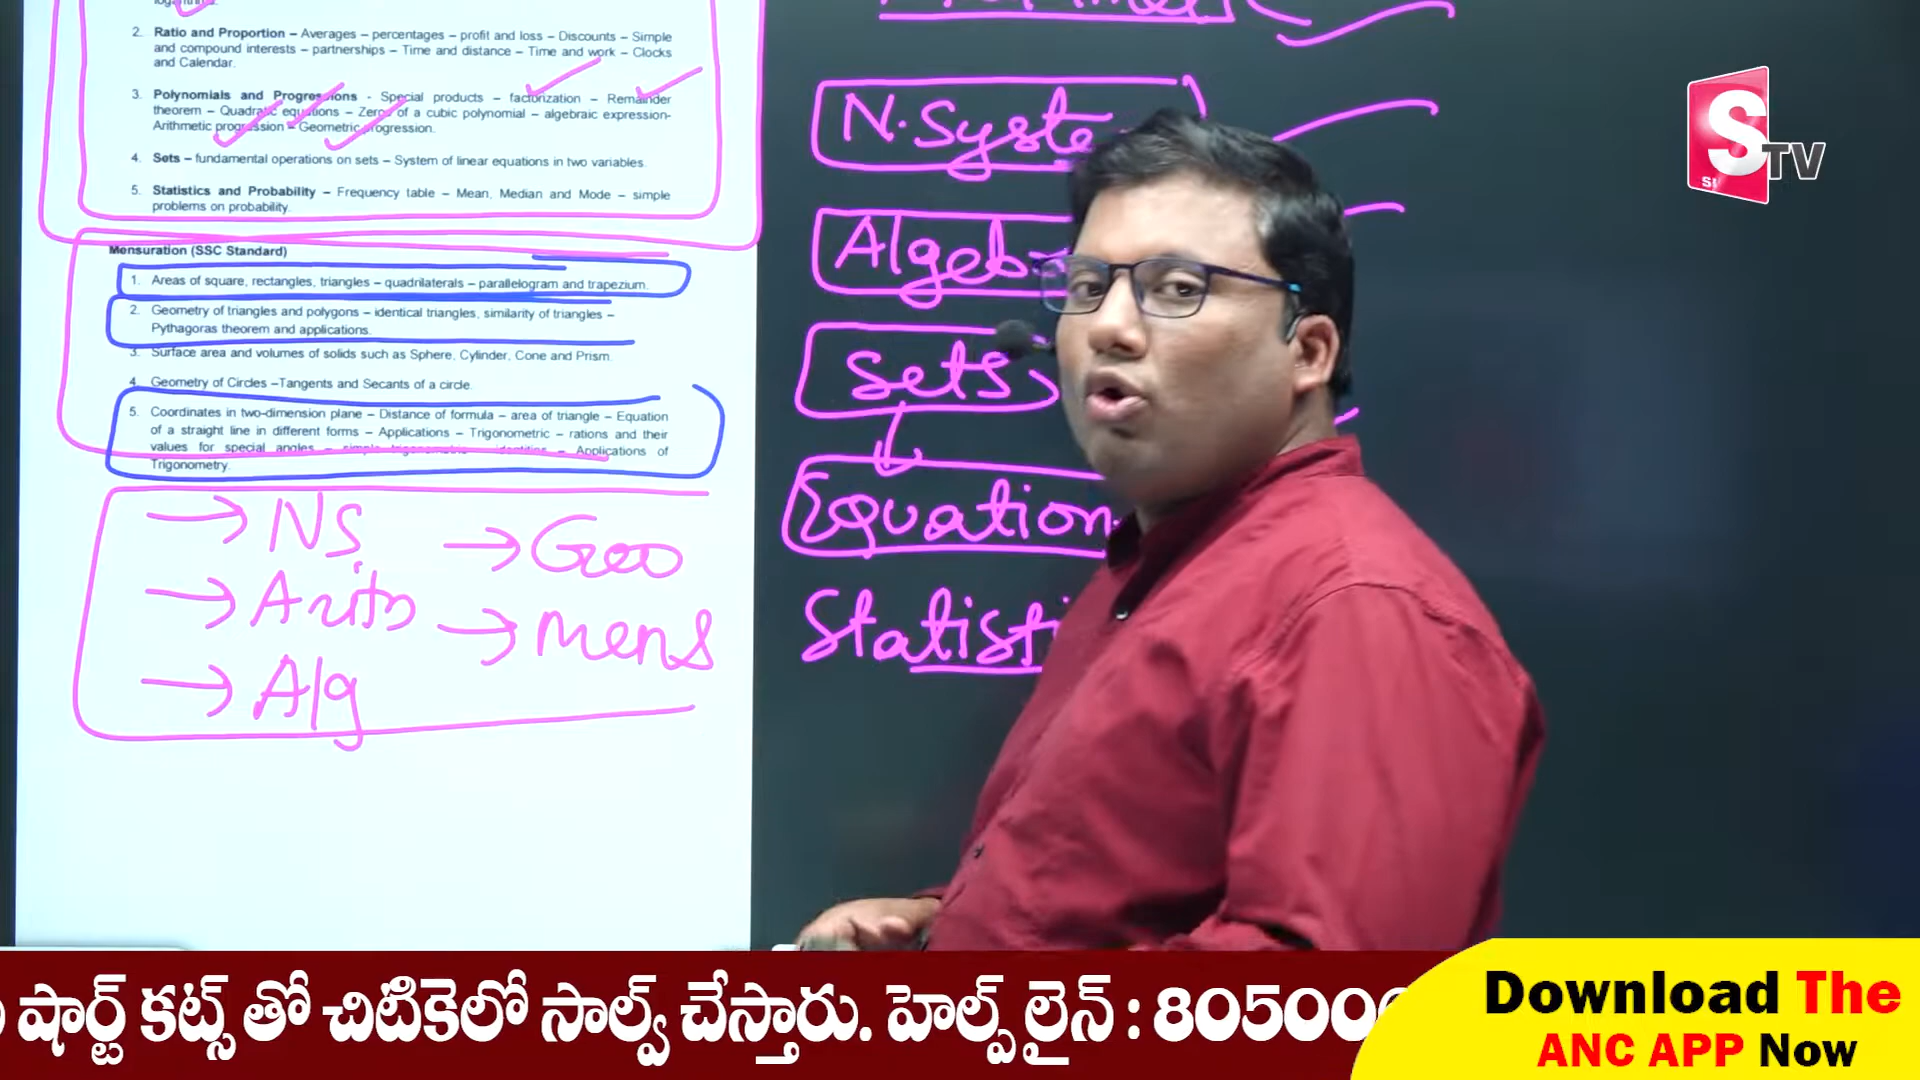 2. Ratio and Proportion – Averages – percentages – profit and loss – Discounts – Simple
and compound interests – partnerships – Time and distance – Time and work – Clocks
and Calendar.
3. Polynomials and Progressions - Special products – factorization – Remainder
theorem – Quadratic equations – Zeros of a cubic polynomial – algebraic expression-
Arithmetic progression – Geometric progression.
4. Sets – fundamental operations on sets – System of linear equations in two variables.
5. Statistics and Probability – Frequency table – Mean, Median and Mode – simple
problems on probability.
Mensuration (SSC Standard)
1. Areas of square, rectangles, triangles – quadrilaterals – parallelogram and trapezium.
2. Geometry of triangles and polygons – identical triangles, similarity of triangles –
Pythagoras theorem and applications.
3. Surface area and volumes of solids such as Sphere, Cylinder, Cone and Prism.
4. Geometry of Circles –Tangents and Secants of a circle.
5. Coordinates in two-dimension plane – Distance of formula – area of triangle – Equation
of a straight line in different forms – Applications – Trigonometric – rations and their
values for special angles – simple trigonometric – identities – Applications of
Trigonometry.
→ NS
→ Arith
→ Alg
→ Geo
→ Mens
N.Syste
Algeb
Sets
Equation
Statisti
S TV
షార్ట్ కట్స్ తో చిటికెలో సాల్వ్ చేస్తారు. హెల్ప్ లైన్ : 805000
Download The
ANC APP Now